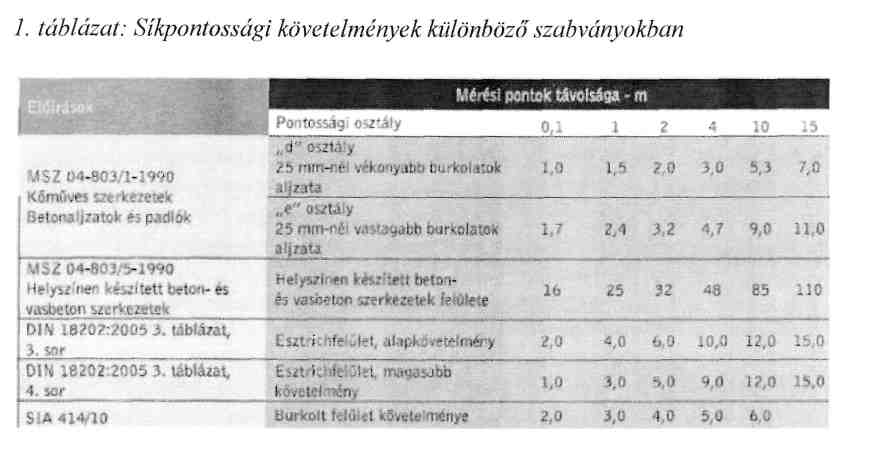 1. táblázat: Síkpontossági követelmények különböző szabványokban
Előírások
Mérési pontok távolsága - m
Pontossági osztály 0,1 1 2 4 10 15
MSZ 04-803/1-1990
Kőműves szerkezetek
Betonaljzatok és padlók
„d" osztály
25 mm-nél vékonyabb burkolatok
aljzata
1,0 1,5 2,0 3,0 5,3 7,0
„e" osztály
25 mm-nél vastagabb burkolatok
aljzata
1,7 2,4 3,2 4,7 9,0 11,0
MSZ 04-803/5-1990
Helyszínen készített beton- és
vasbeton szerkezetek
Helyszínen készített beton-
és vasbeton szerkezetek felülete
16 25 32 48 85 110
DIN 18202:2005 3. táblázat,
3. sor
Esztrichfelület, alapkövetelmény 2,0 4,0 6,0 10,0 12,0 15,0
DIN 18202:2005 3. táblázat,
4. sor
Esztrichfelület, magasabb
követelmény
1,0 3,0 5,0 9,0 12,0 15,0
SIA 414/10 Burkolt felület követelménye 2,0 3,0 4,0 5,0 6,0